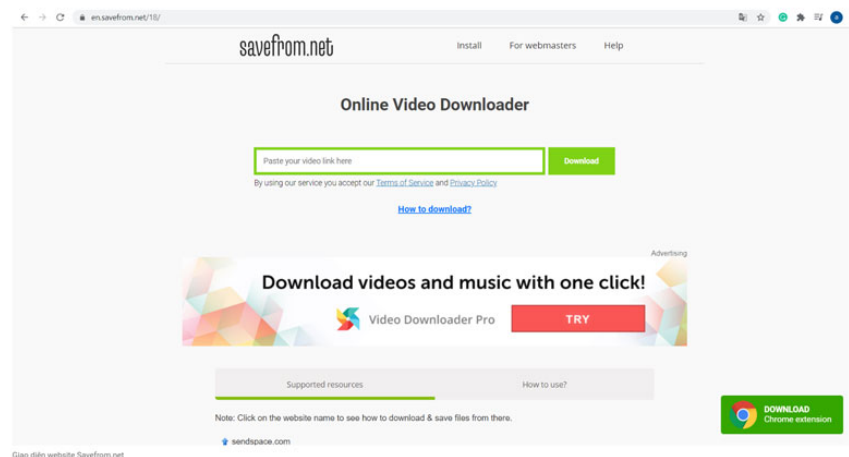 en.savefrom.net/18/
savefrom.net
Install For webmasters Help
Online Video Downloader
Paste your video link here Download
By using our service you accept our Terms of Service and Privacy Policy
How to download?
Advertising
Download videos and music with one click!
Video Downloader Pro TRY
Supported resources How to use?
Note: Click on the website name to see how to download & save files from there.
DOWNLOAD
Chrome extension
sendspace.com
Giao diện website Savefrom.net